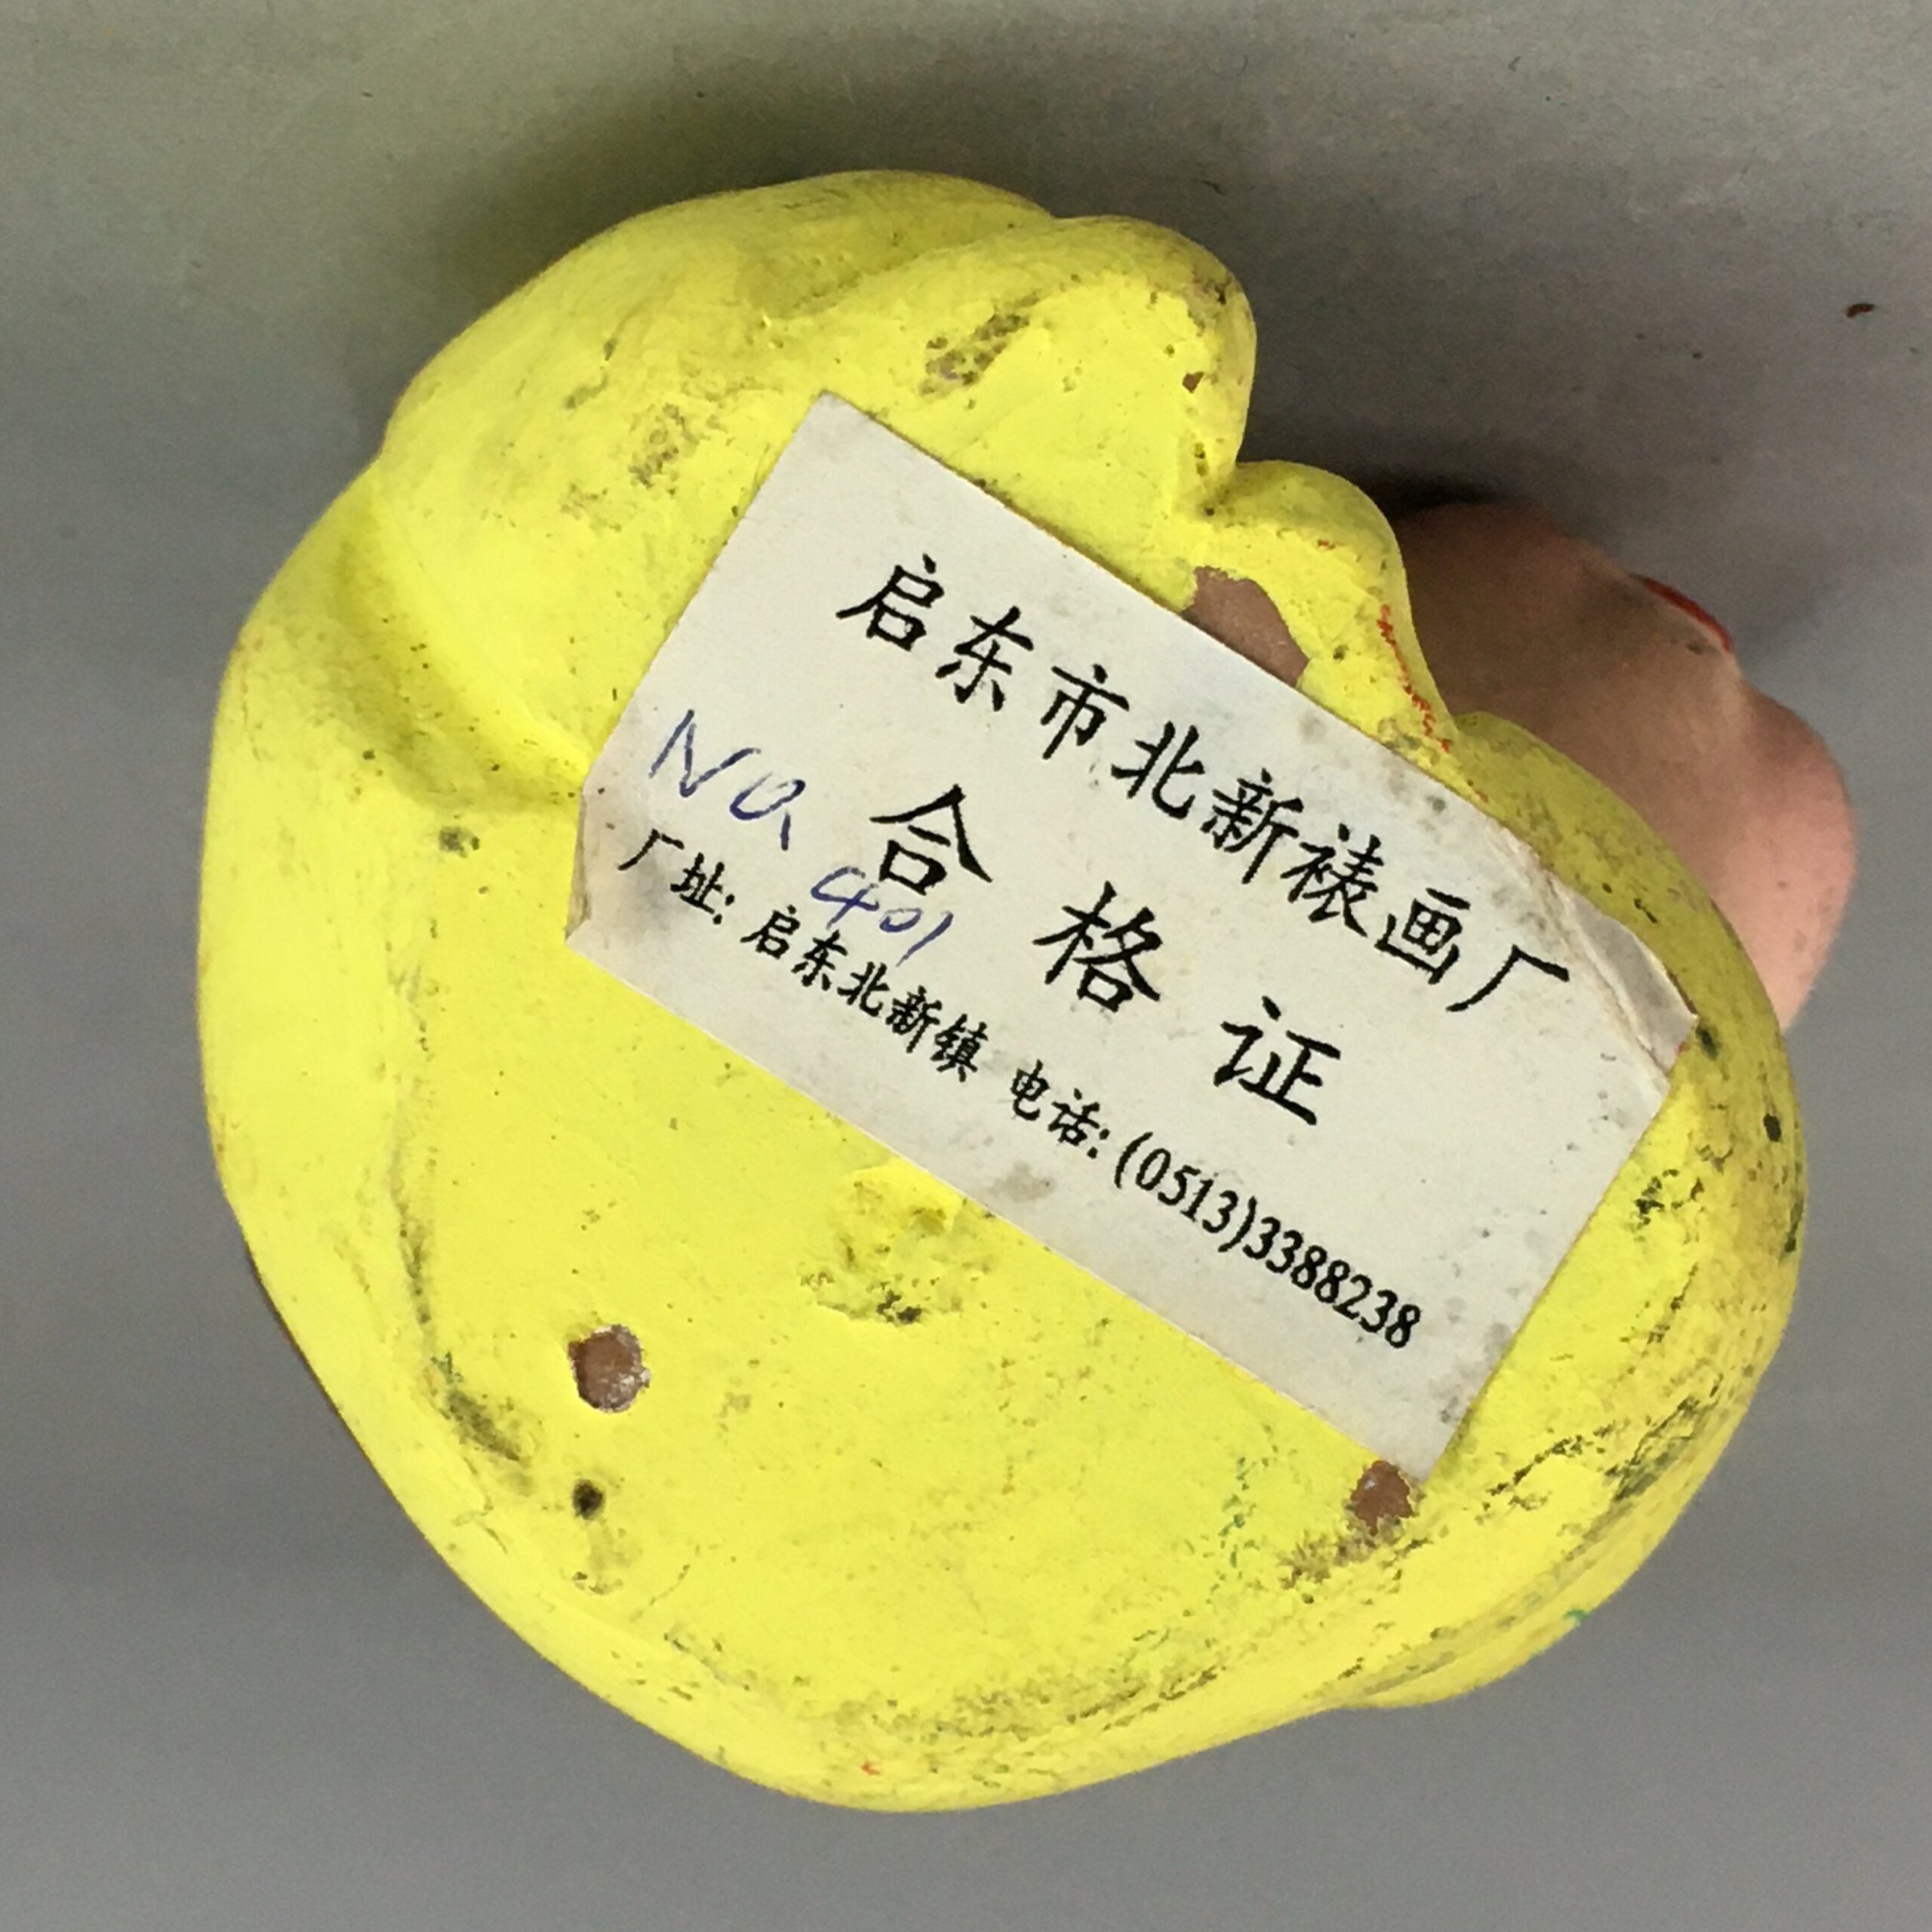 启东市北新裱画厂
合格证
NO. 401
厂址: 启东北新镇 电话: (0513)3388238